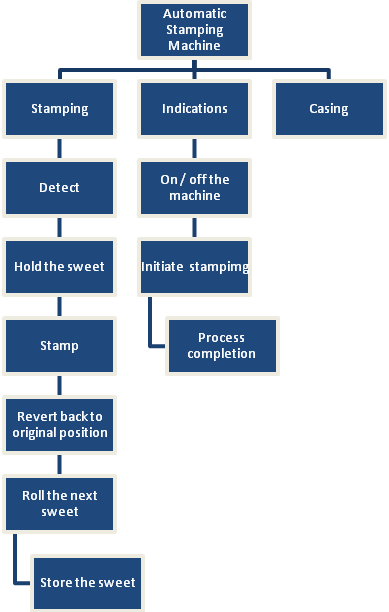 Automatic
Stamping
Machine
Stamping
Indications
Casing
Detect
On / off the
machine
Hold the sweet
Initiate stampimg
Stamp
Process
completion
Revert back to
original position
Roll the next
sweet
Store the sweet